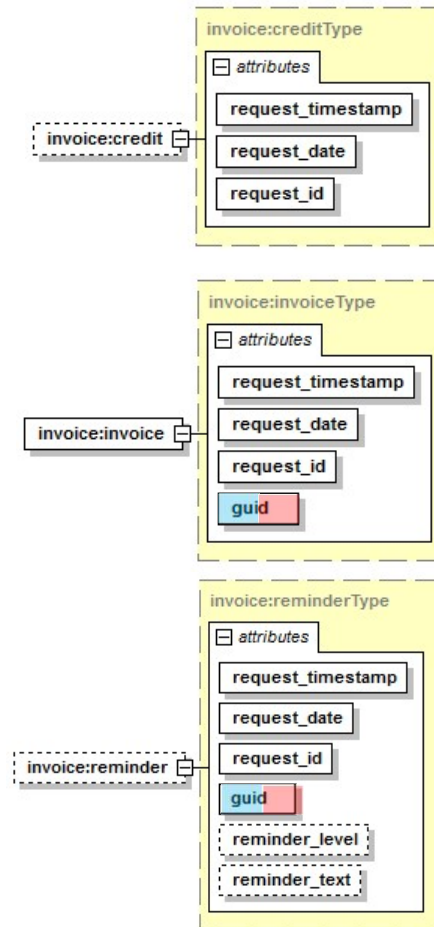 invoice:creditType
attributes
request_timestamp
invoice:credit
request_date
request_id
invoice:invoiceType
attributes
request_timestamp
request_date
invoice:invoice
request_id
guid
invoice:reminderType
attributes
request_timestamp
request_date
request_id
invoice:reminder
guid
reminder_level
reminder_text